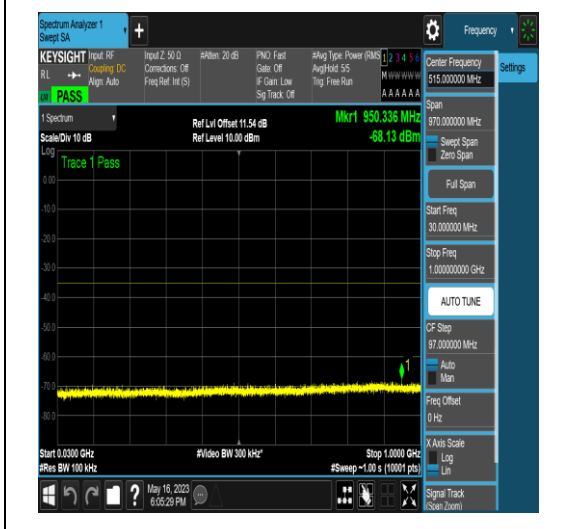 Spectrum Analyzer 1
Swept SA
+
Frequency
KEYSIGHT
RL
Input: RF
Coupling: DC
Align: Auto
Input Z: 50 Ω
Corrections: Off
Freq Ref: Int (S)
#Atten: 20 dB
PNO: Fast
Gate: Off
IF Gain: Low
Sig Track: Off
#Avg Type: Power (RMS
Avg|Hold: 5/5
Trig: Free Run
1 2 3 4 5 6
M W W W W W
A A A A A A
PASS
1 Spectrum
Scale/Div 10 dB
Ref Lvl Offset 11.54 dB
Ref Level 10.00 dBm
Mkr1 950.336 MHz
-68.13 dBm
Log
Trace 1 Pass
0.00
-10.0
-20.0
-30.0
-40.0
-50.0
-60.0
-70.0
-80.0
1
Start 0.0300 GHz
#Res BW 100 kHz
#Video BW 300 kHz*
Stop 1.0000 GHz
#Sweep ~1.00 s (10001 pts)
?
May 16, 2023
6:05:29 PM
Center Frequency
515.000000 MHz
Settings
Span
970.000000 MHz
Swept Span
Zero Span
Full Span
Start Freq
30.000000 MHz
Stop Freq
1.000000000 GHz
AUTO TUNE
CF Step
97.000000 MHz
Auto
Man
Freq Offset
0 Hz
X Axis Scale
Log
Lin
Signal Track
(Span Zoom)